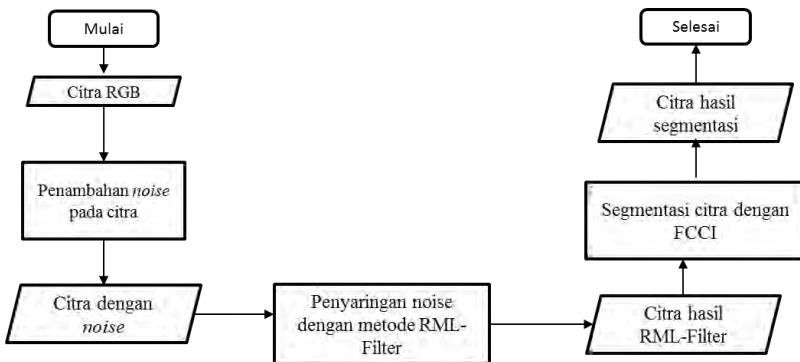 Mulai
Citra RGB
Penambahan noise
pada citra
Citra dengan
noise
Penyaringan noise
dengan metode RML-
Filter
Citra hasil
RML-Filter
Segmentasi citra dengan
FCCI
Citra hasil
segmentasi
Selesai